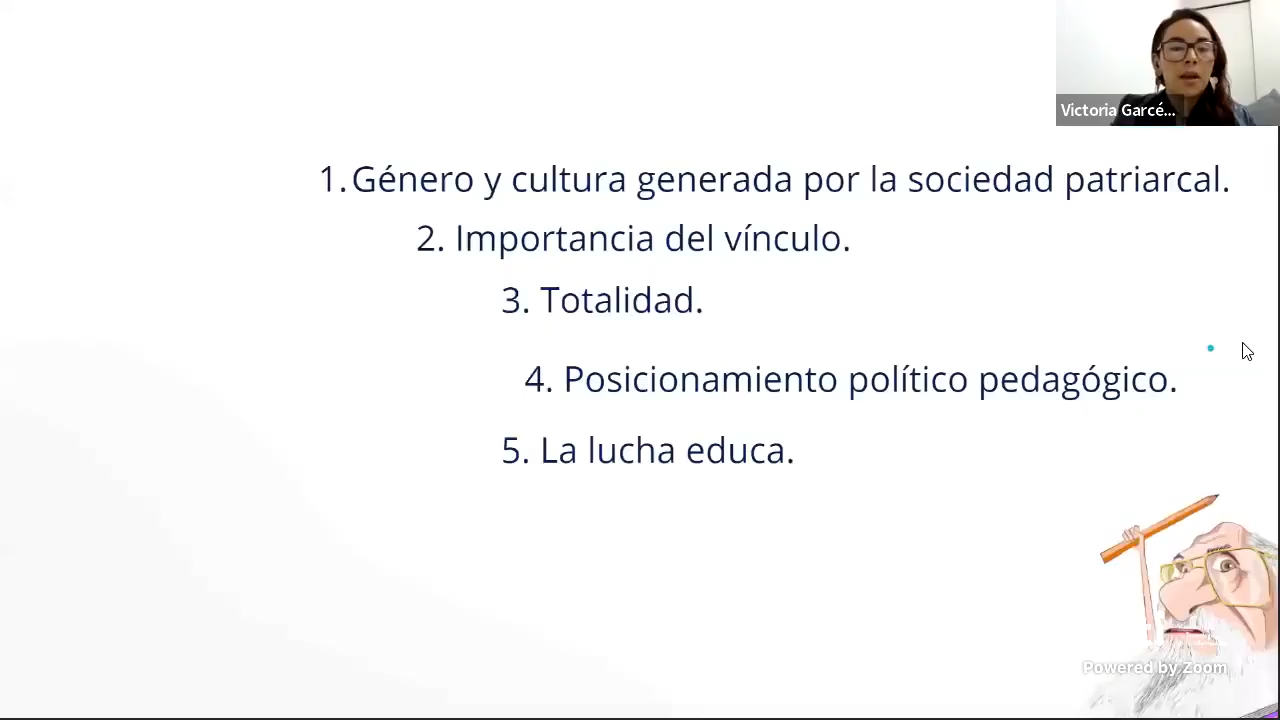 Victoria Garcé...
1. Género y cultura generada por la sociedad patriarcal.
2. Importancia del vínculo.
3. Totalidad.
4. Posicionamiento político pedagógico.
5. La lucha educa.
Powered by Zoom